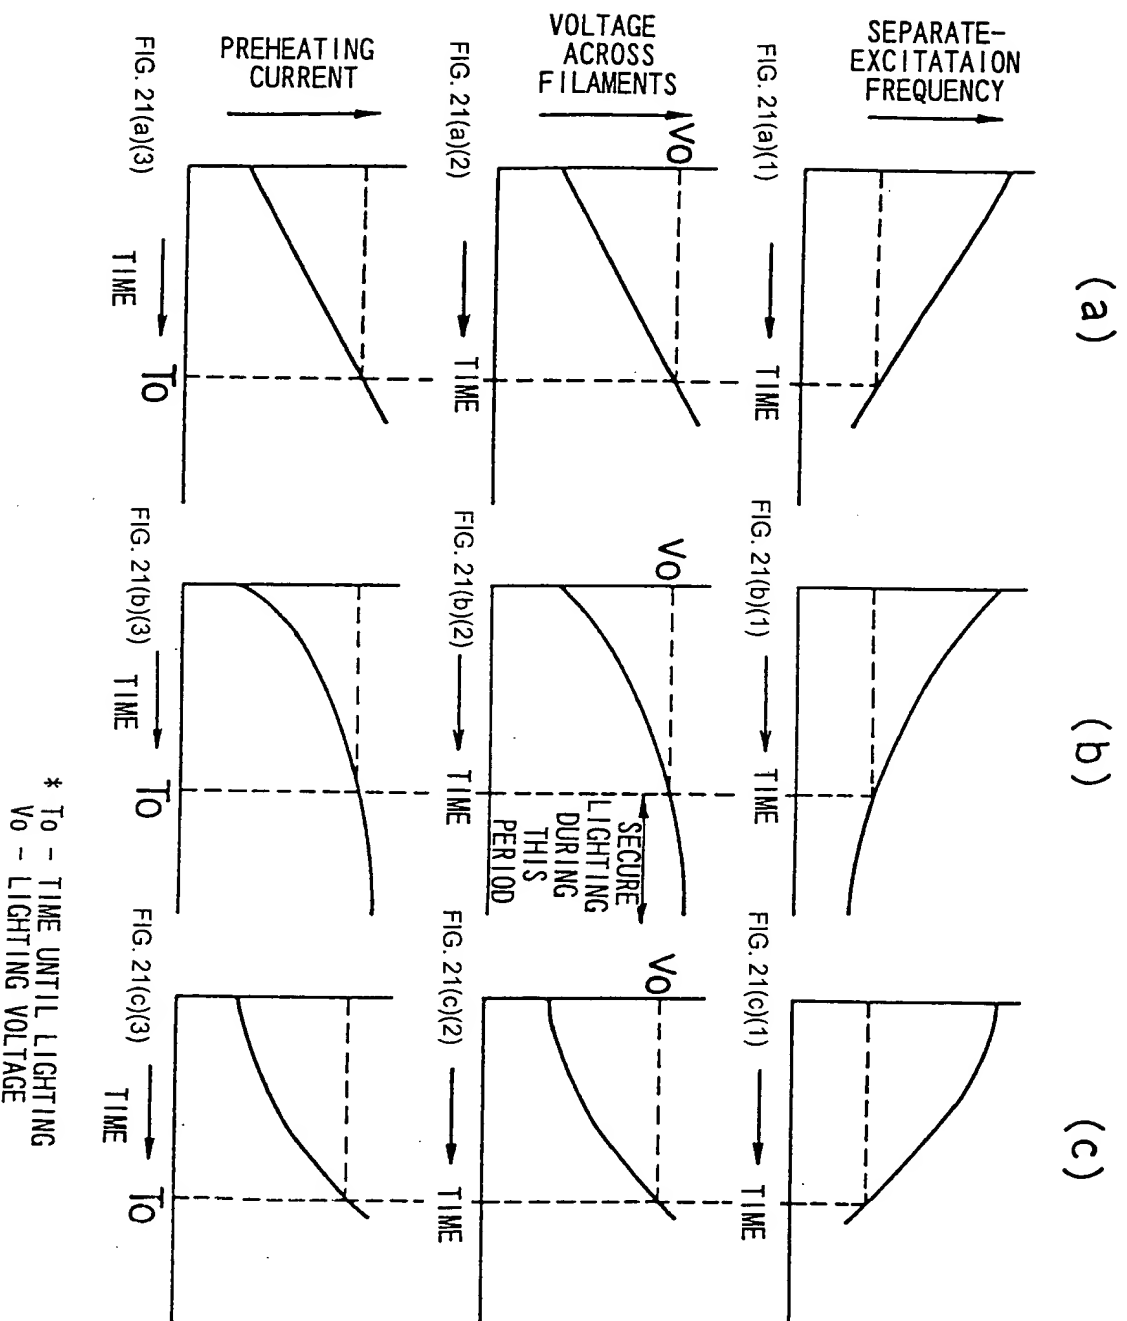 (a)
(b)
(c)
SEPARATE-
EXCITATAION
FREQUENCY
FIG. 21(a)(1)
TIME
FIG. 21(b)(1)
TIME
FIG. 21(c)(1)
TIME
VOLTAGE
ACROSS
FILAMENTS
Vo
FIG. 21(a)(2)
TIME
Vo
SECURE
LIGHTING
DURING
THIS
PERIOD
FIG. 21(b)(2)
TIME
Vo
FIG. 21(c)(2)
TIME
PREHEATING
CURRENT
FIG. 21(a)(3)
TIME
To
FIG. 21(b)(3)
TIME
To
FIG. 21(c)(3)
TIME
To
* To - TIME UNTIL LIGHTING
Vo - LIGHTING VOLTAGE